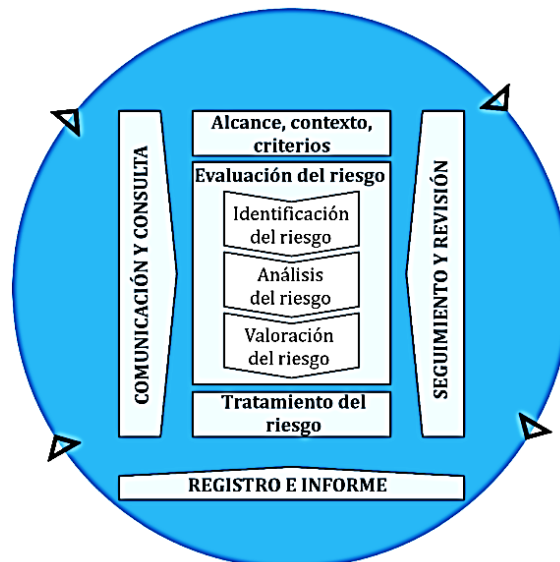 Alcance, contexto,
criterios
Evaluación del riesgo
Identificación
del riesgo
Análisis
del riesgo
Valoración
del riesgo
Tratamiento del
riesgo
COMUNICACIÓN Y CONSULTA
SEGUIMIENTO Y REVISIÓN
REGISTRO E INFORME